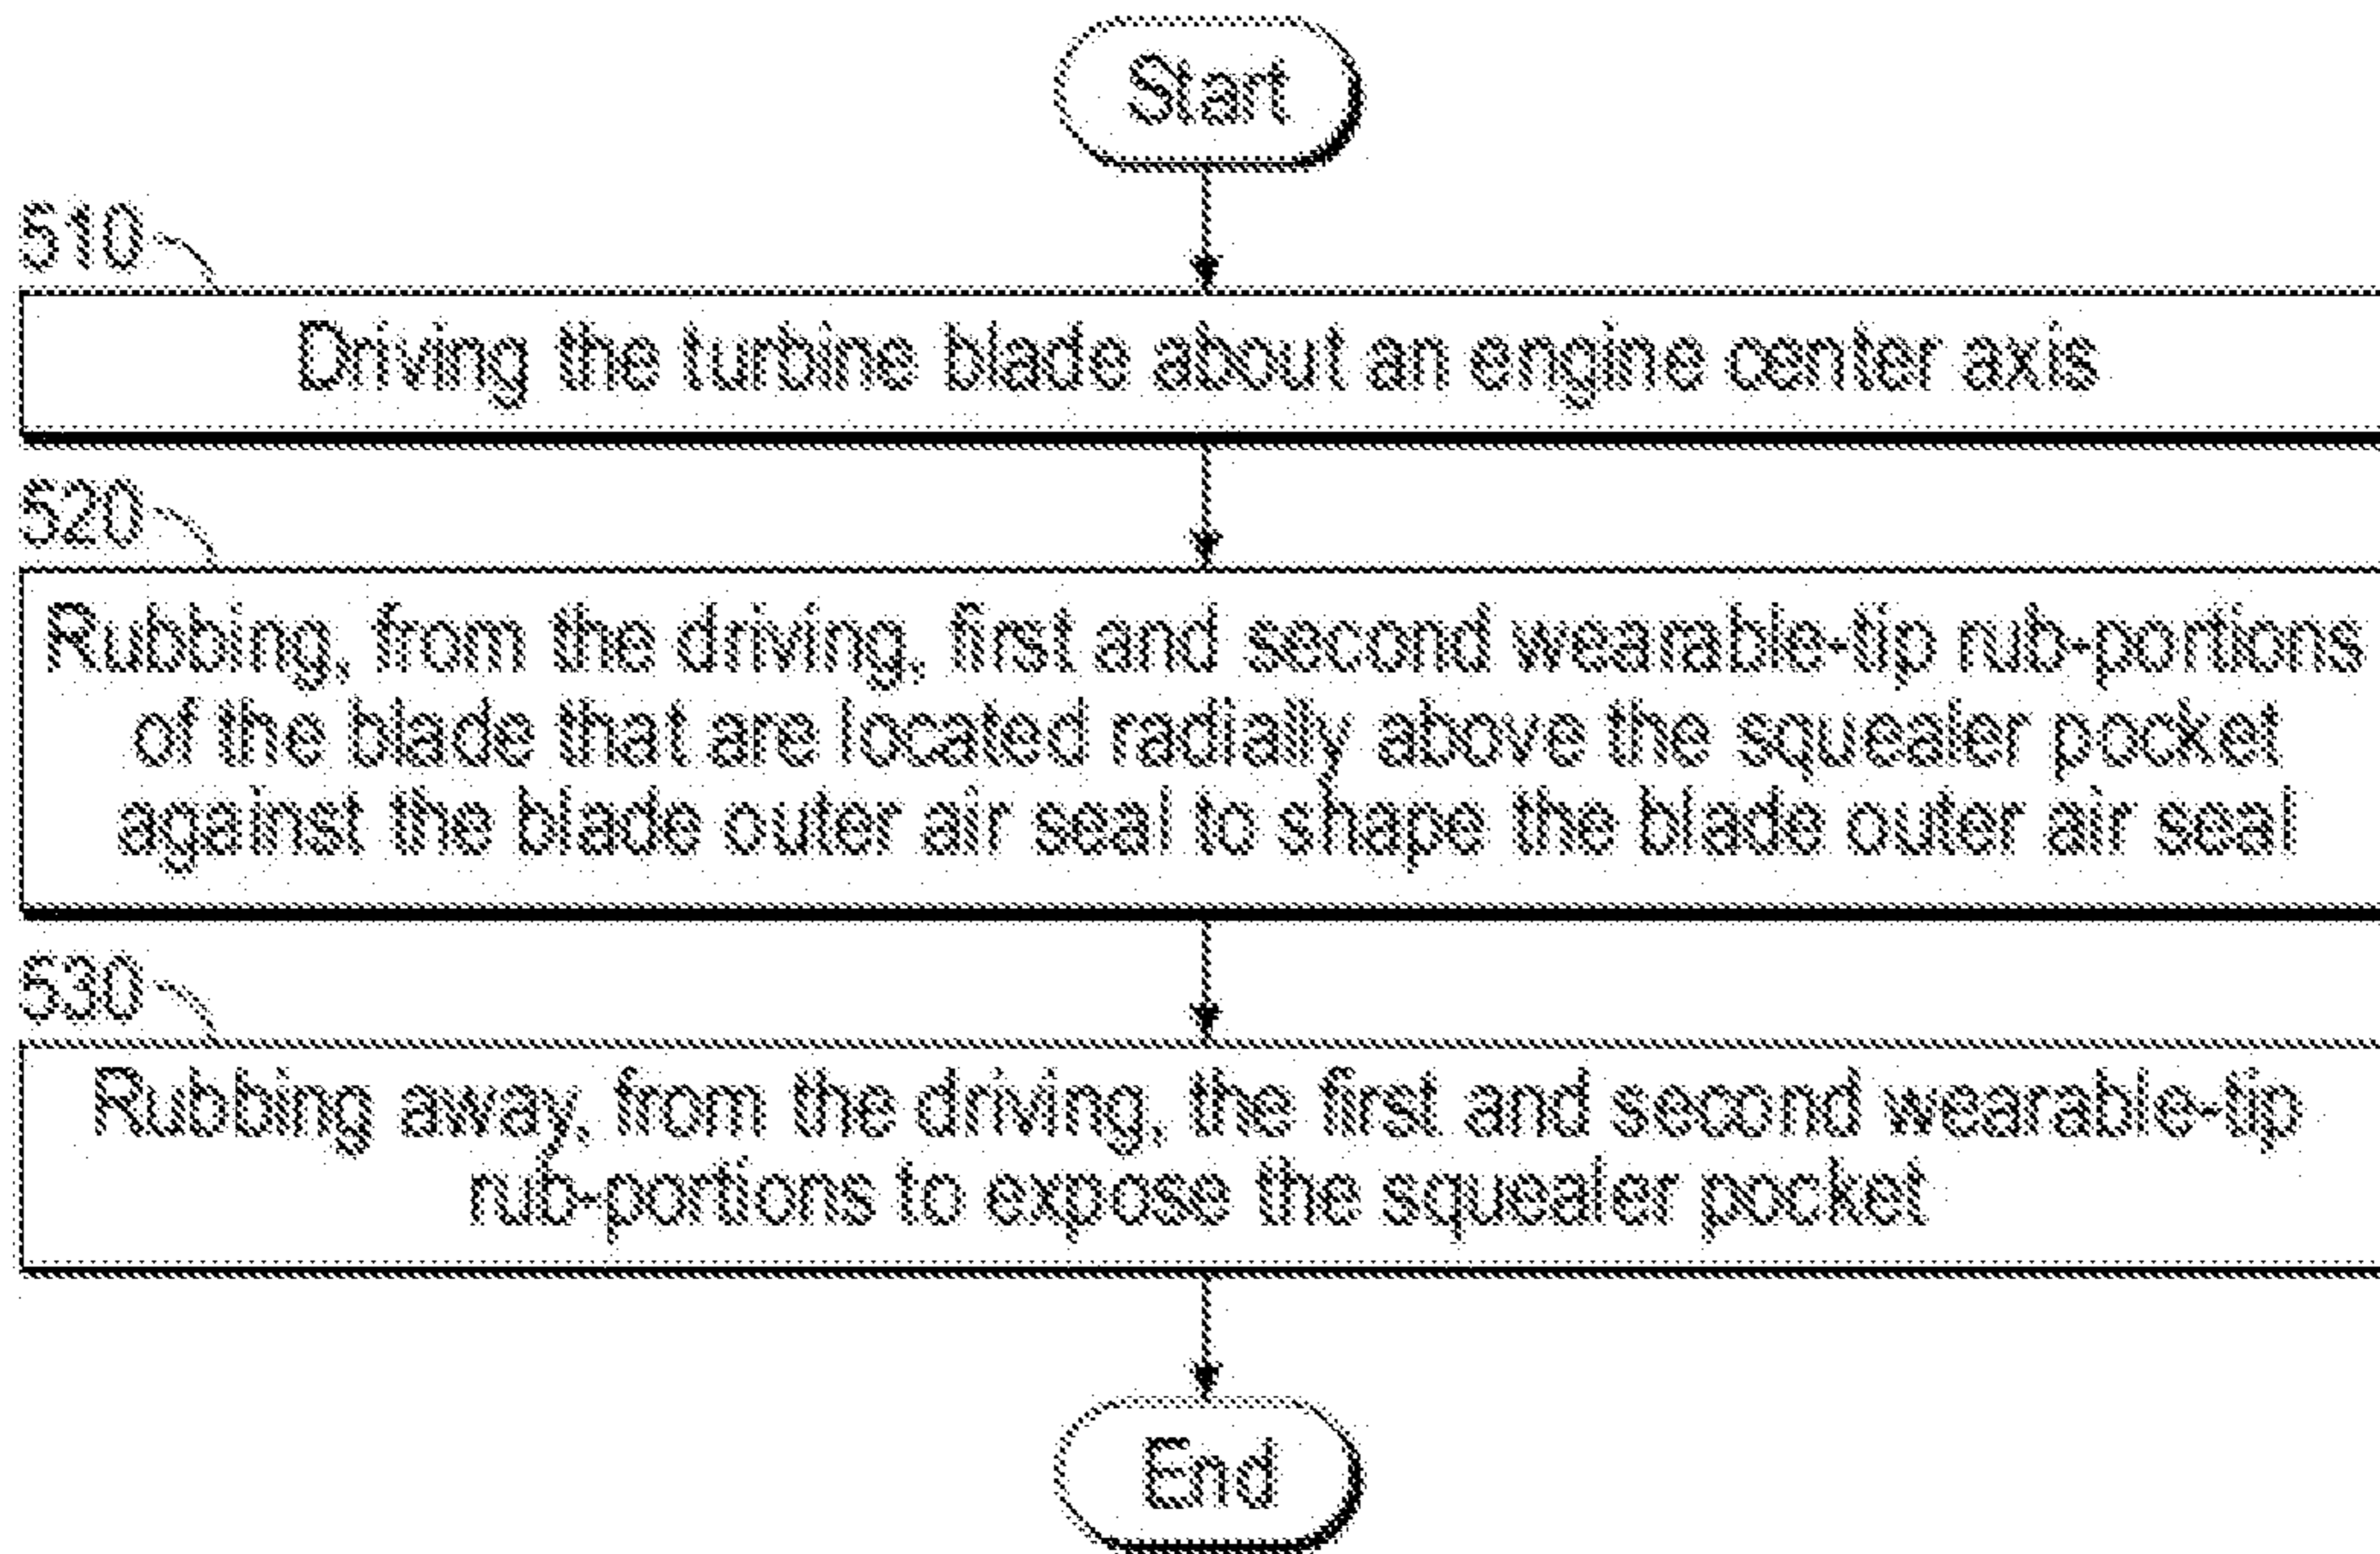 Start
510
Driving the turbine blade about an engine center axis
520
Rubbing, from the driving, first and second wearable-tip rub-portions
of the blade that are located radially above the squealer pocket
against the blade outer air seal to shape the blade outer air seal
530
Rubbing away, from the driving, the first and second wearable-tip
rub-portions to expose the squealer pocket
End